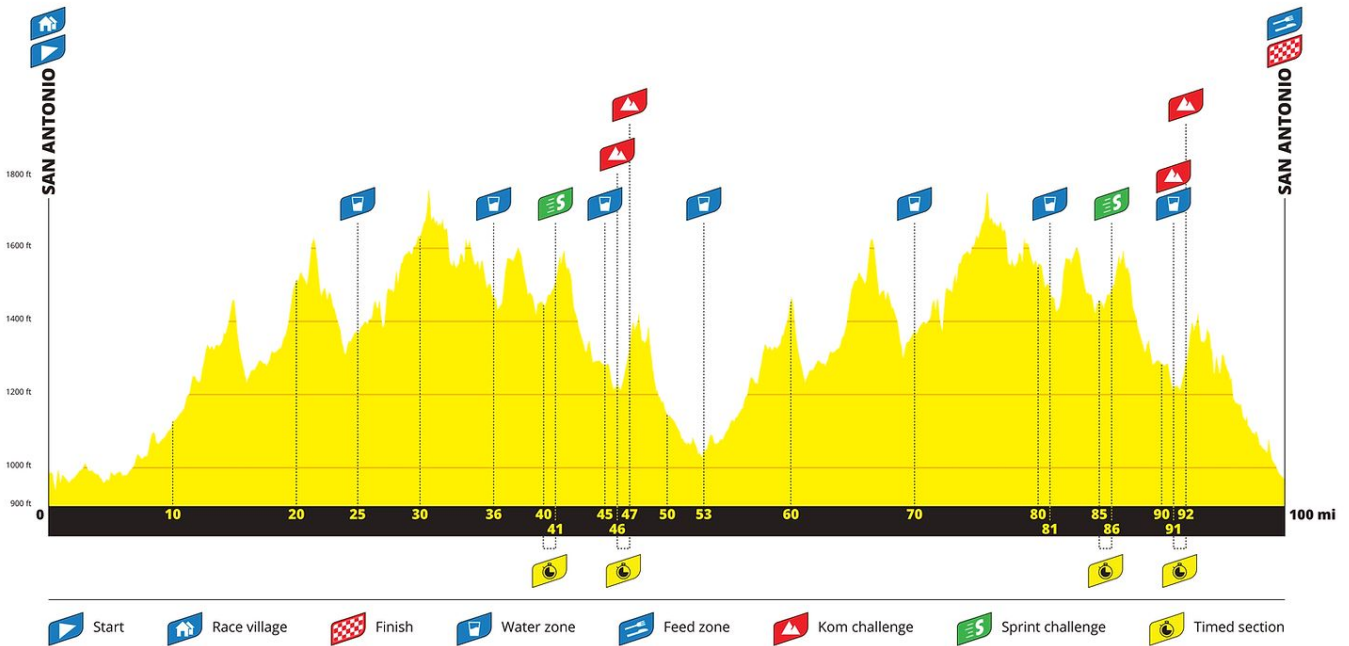 SAN ANTONIO
SAN ANTONIO
1800 ft
1600 ft
1400 ft
1200 ft
1000 ft
900 ft
S
S
0 10 20 25 30 36 40 45 47 50 53 60 70 80 85 90 92 100 mi
41 46 81 86 91
Start Race village Finish Water zone Feed zone Kom challenge S Sprint challenge Timed section